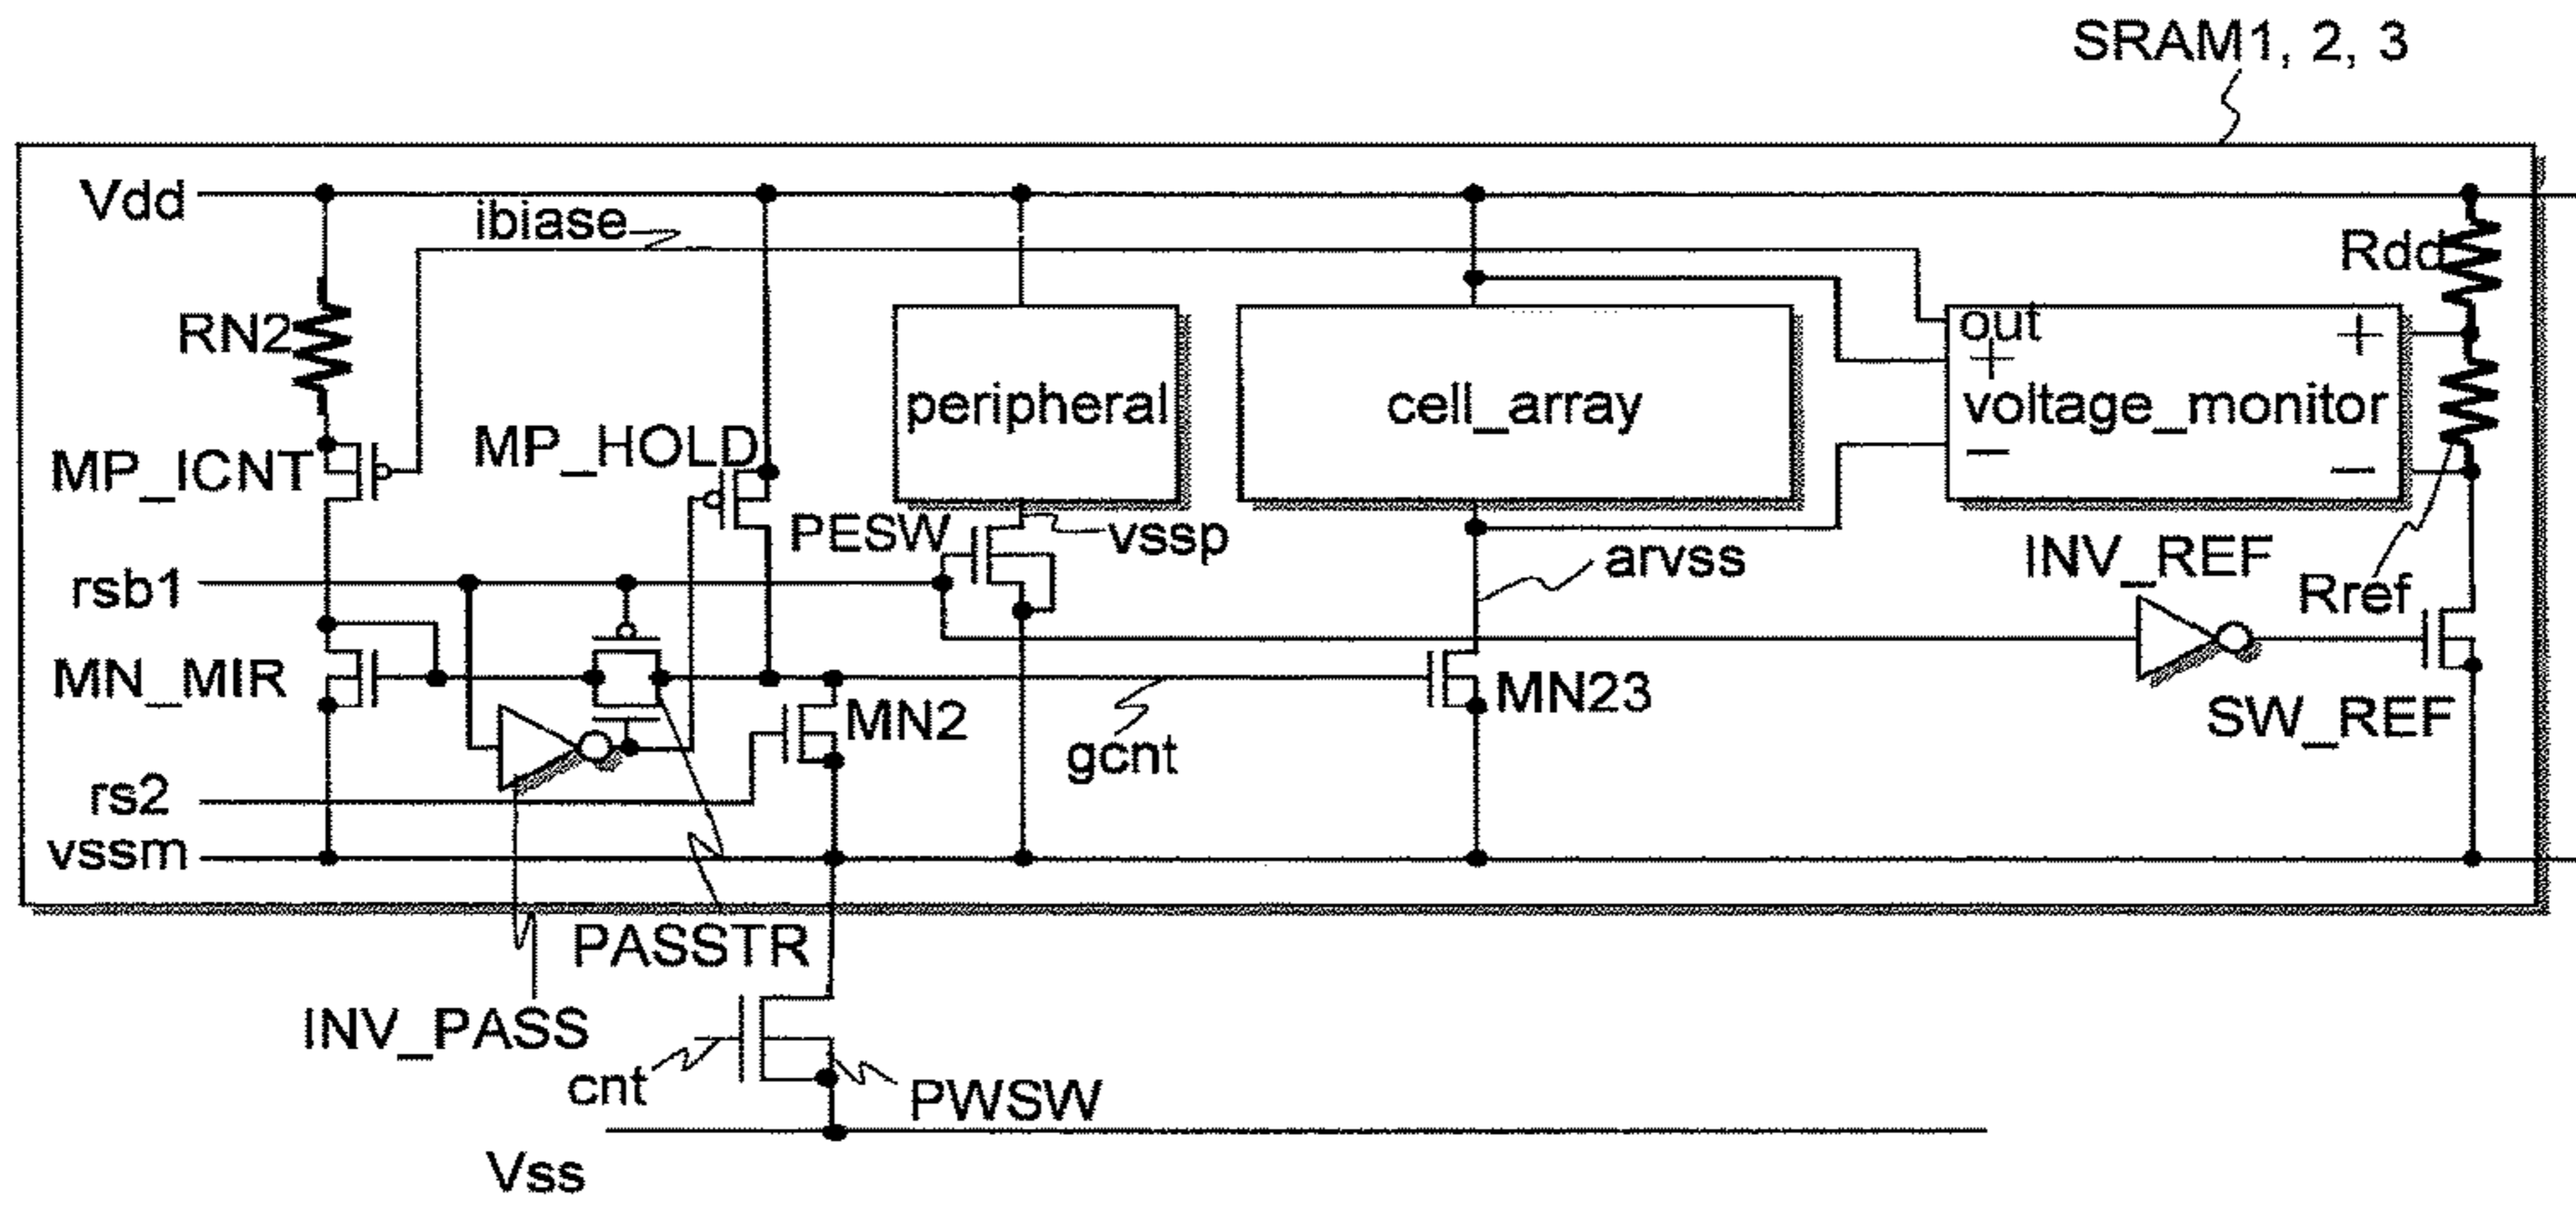 SRAM1, 2, 3
Vdd
ibiase
Rdd
RN2
out
+
+
peripheral
cell_array
voltage_monitor
MP_HOLD
MP_ICNT
−
−
PESW
vssp
arvss
INV_REF
rsb1
Rref
MN_MIR
MN2
MN23
SW_REF
gcnt
rs2
vssm
PASSTR
INV_PASS
cnt
PWSW
Vss